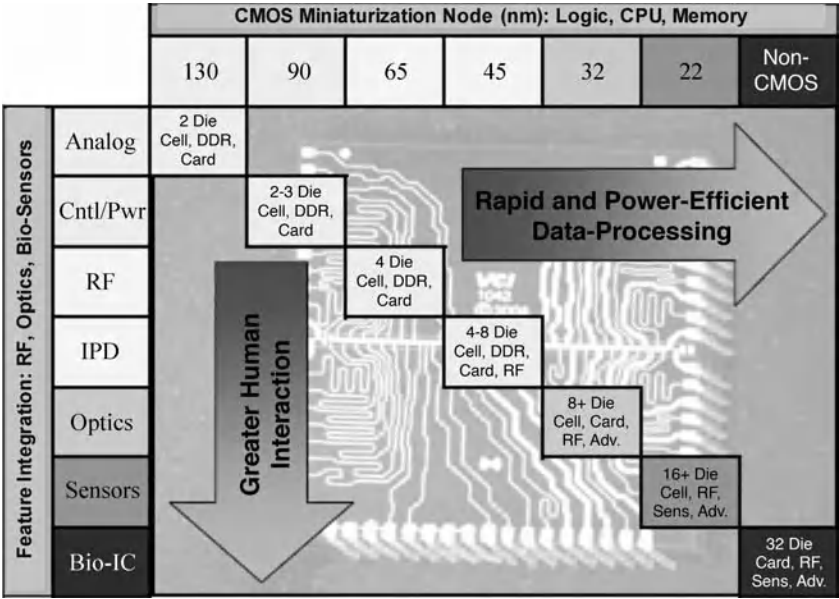 CMOS Miniaturization Node (nm): Logic, CPU, Memory
130 90 65 45 32 22 Non-
CMOS
Feature Integration: RF, Optics, Bio-Sensors
Analog
2 Die
Cell, DDR,
Card
Cntl/Pwr
2-3 Die
Cell, DDR,
Card
RF
4 Die
Cell, DDR,
Card
IPD
4-8 Die
Cell, DDR,
Card, RF
Optics
8+ Die
Cell, Card,
RF, Adv.
Sensors
16+ Die
Cell, RF,
Sens, Adv.
Bio-IC
32 Die
Card, RF,
Sens, Adv.
Rapid and Power-Efficient
Data-Processing
Greater Human
Interaction
1042